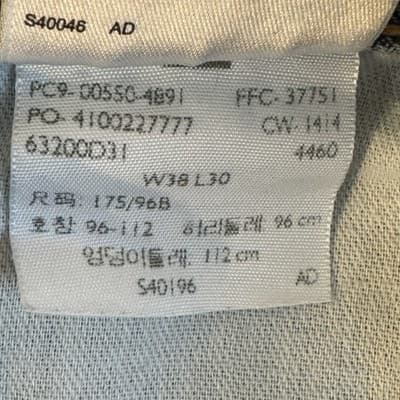 S40046 AD
PC9-00550-4891 FFC-37751
PO-4100227777 CW-1414
63200D31 4460
W38 L30
尺码: 175/96B
호칭: 96-112 허리둘레: 96 cm
엉덩이둘레: 112 cm
S40196 AD